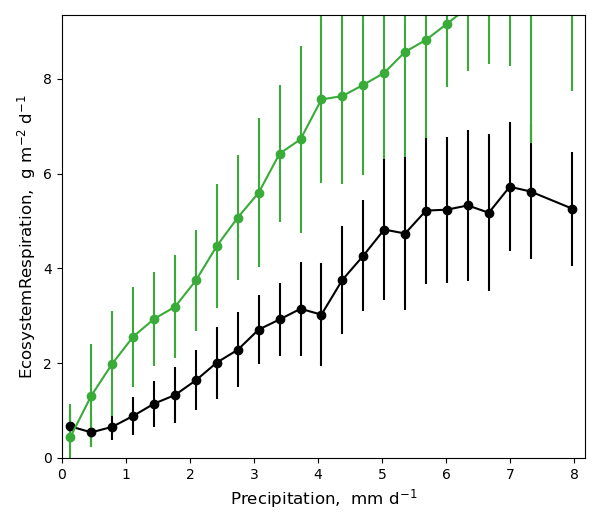 EcosystemRespiration, g m⁻² d⁻¹
8
6
4
2
0
0 1 2 3 4 5 6 7 8
Precipitation, mm d⁻¹